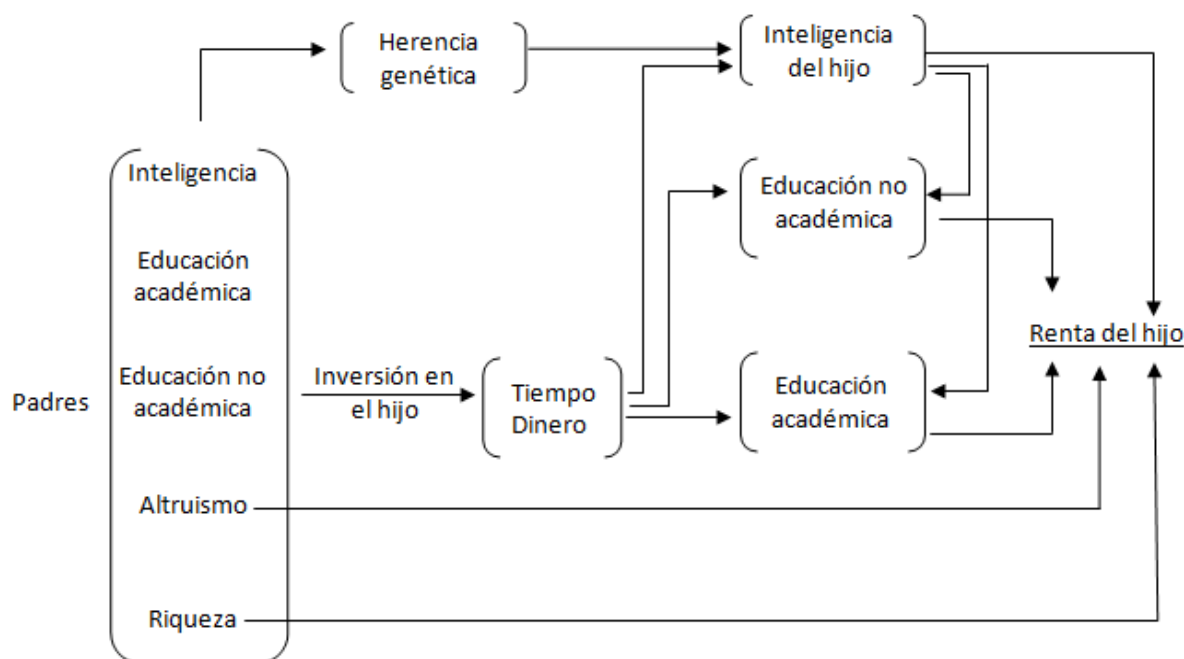 Herencia
genética
Inteligencia
del hijo
Inteligencia
Educación no
académica
Educación
académica
Renta del hijo
Padres
Educación no
académica
Inversión en
el hijo
Tiempo
Dinero
Educación
académica
Altruismo
Riqueza